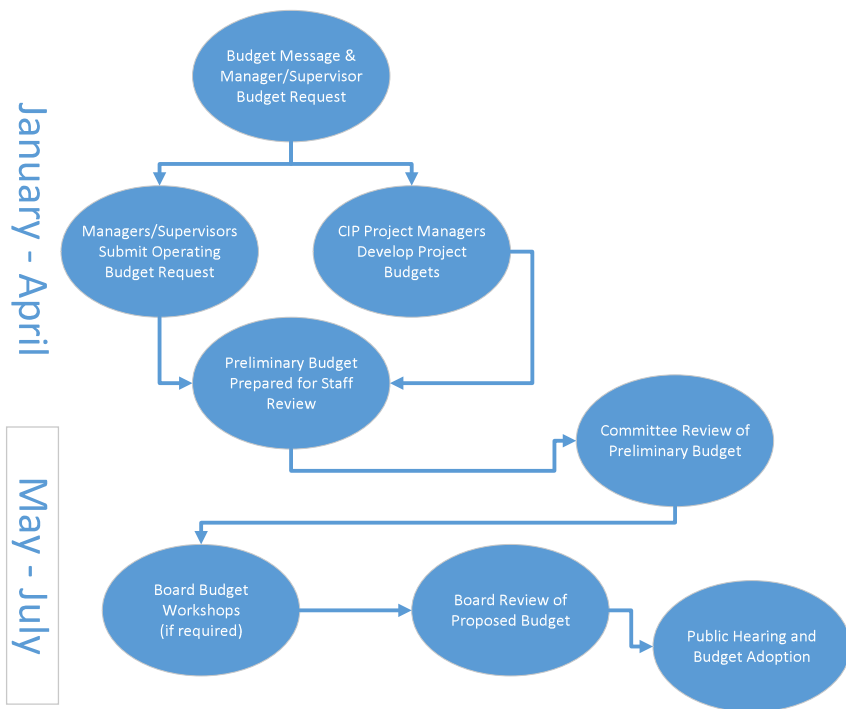 January - April
Budget Message &
Manager/Supervisor
Budget Request
Managers/Supervisors
Submit Operating
Budget Request
CIP Project Managers
Develop Project
Budgets
Preliminary Budget
Prepared for Staff
Review
Committee Review of
Preliminary Budget
May - July
Board Budget
Workshops
(if required)
Board Review of
Proposed Budget
Public Hearing and
Budget Adoption